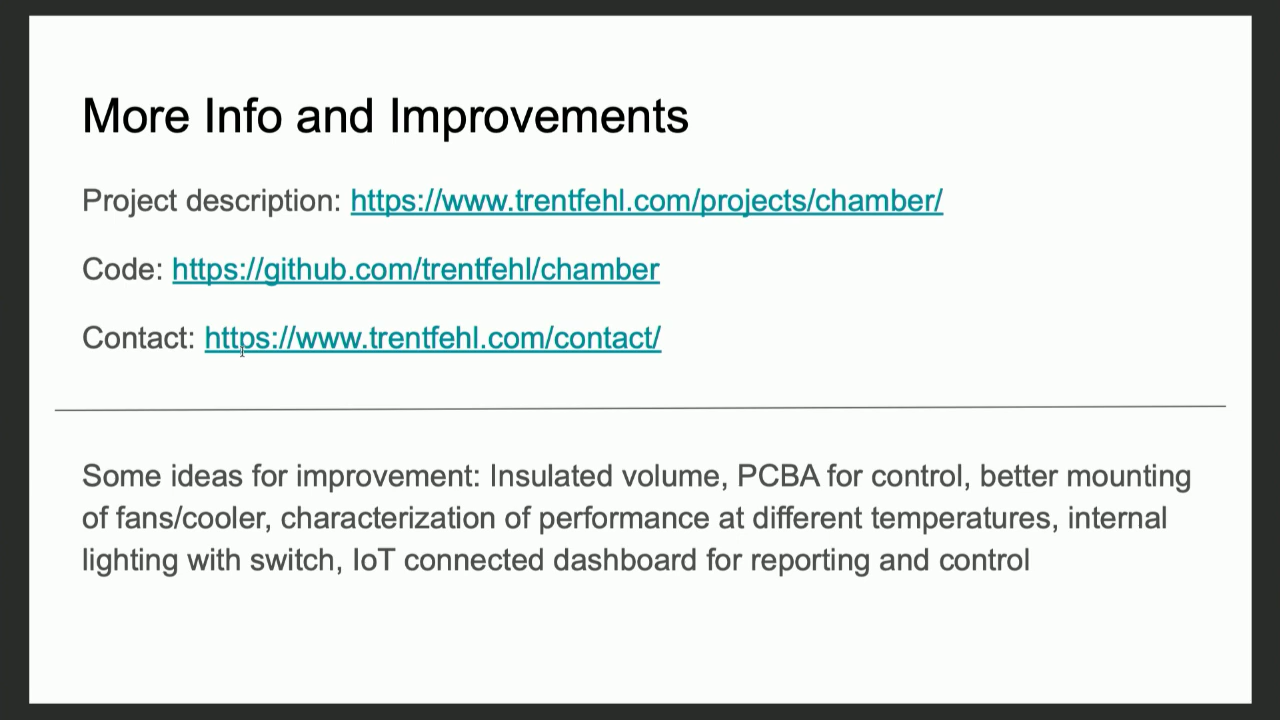 More Info and Improvements
Project description: https://www.trentfehl.com/projects/chamber/
Code: https://github.com/trentfehl/chamber
Contact: https://www.trentfehl.com/contact/
Some ideas for improvement: Insulated volume, PCBA for control, better mounting
of fans/cooler, characterization of performance at different temperatures, internal
lighting with switch, IoT connected dashboard for reporting and control